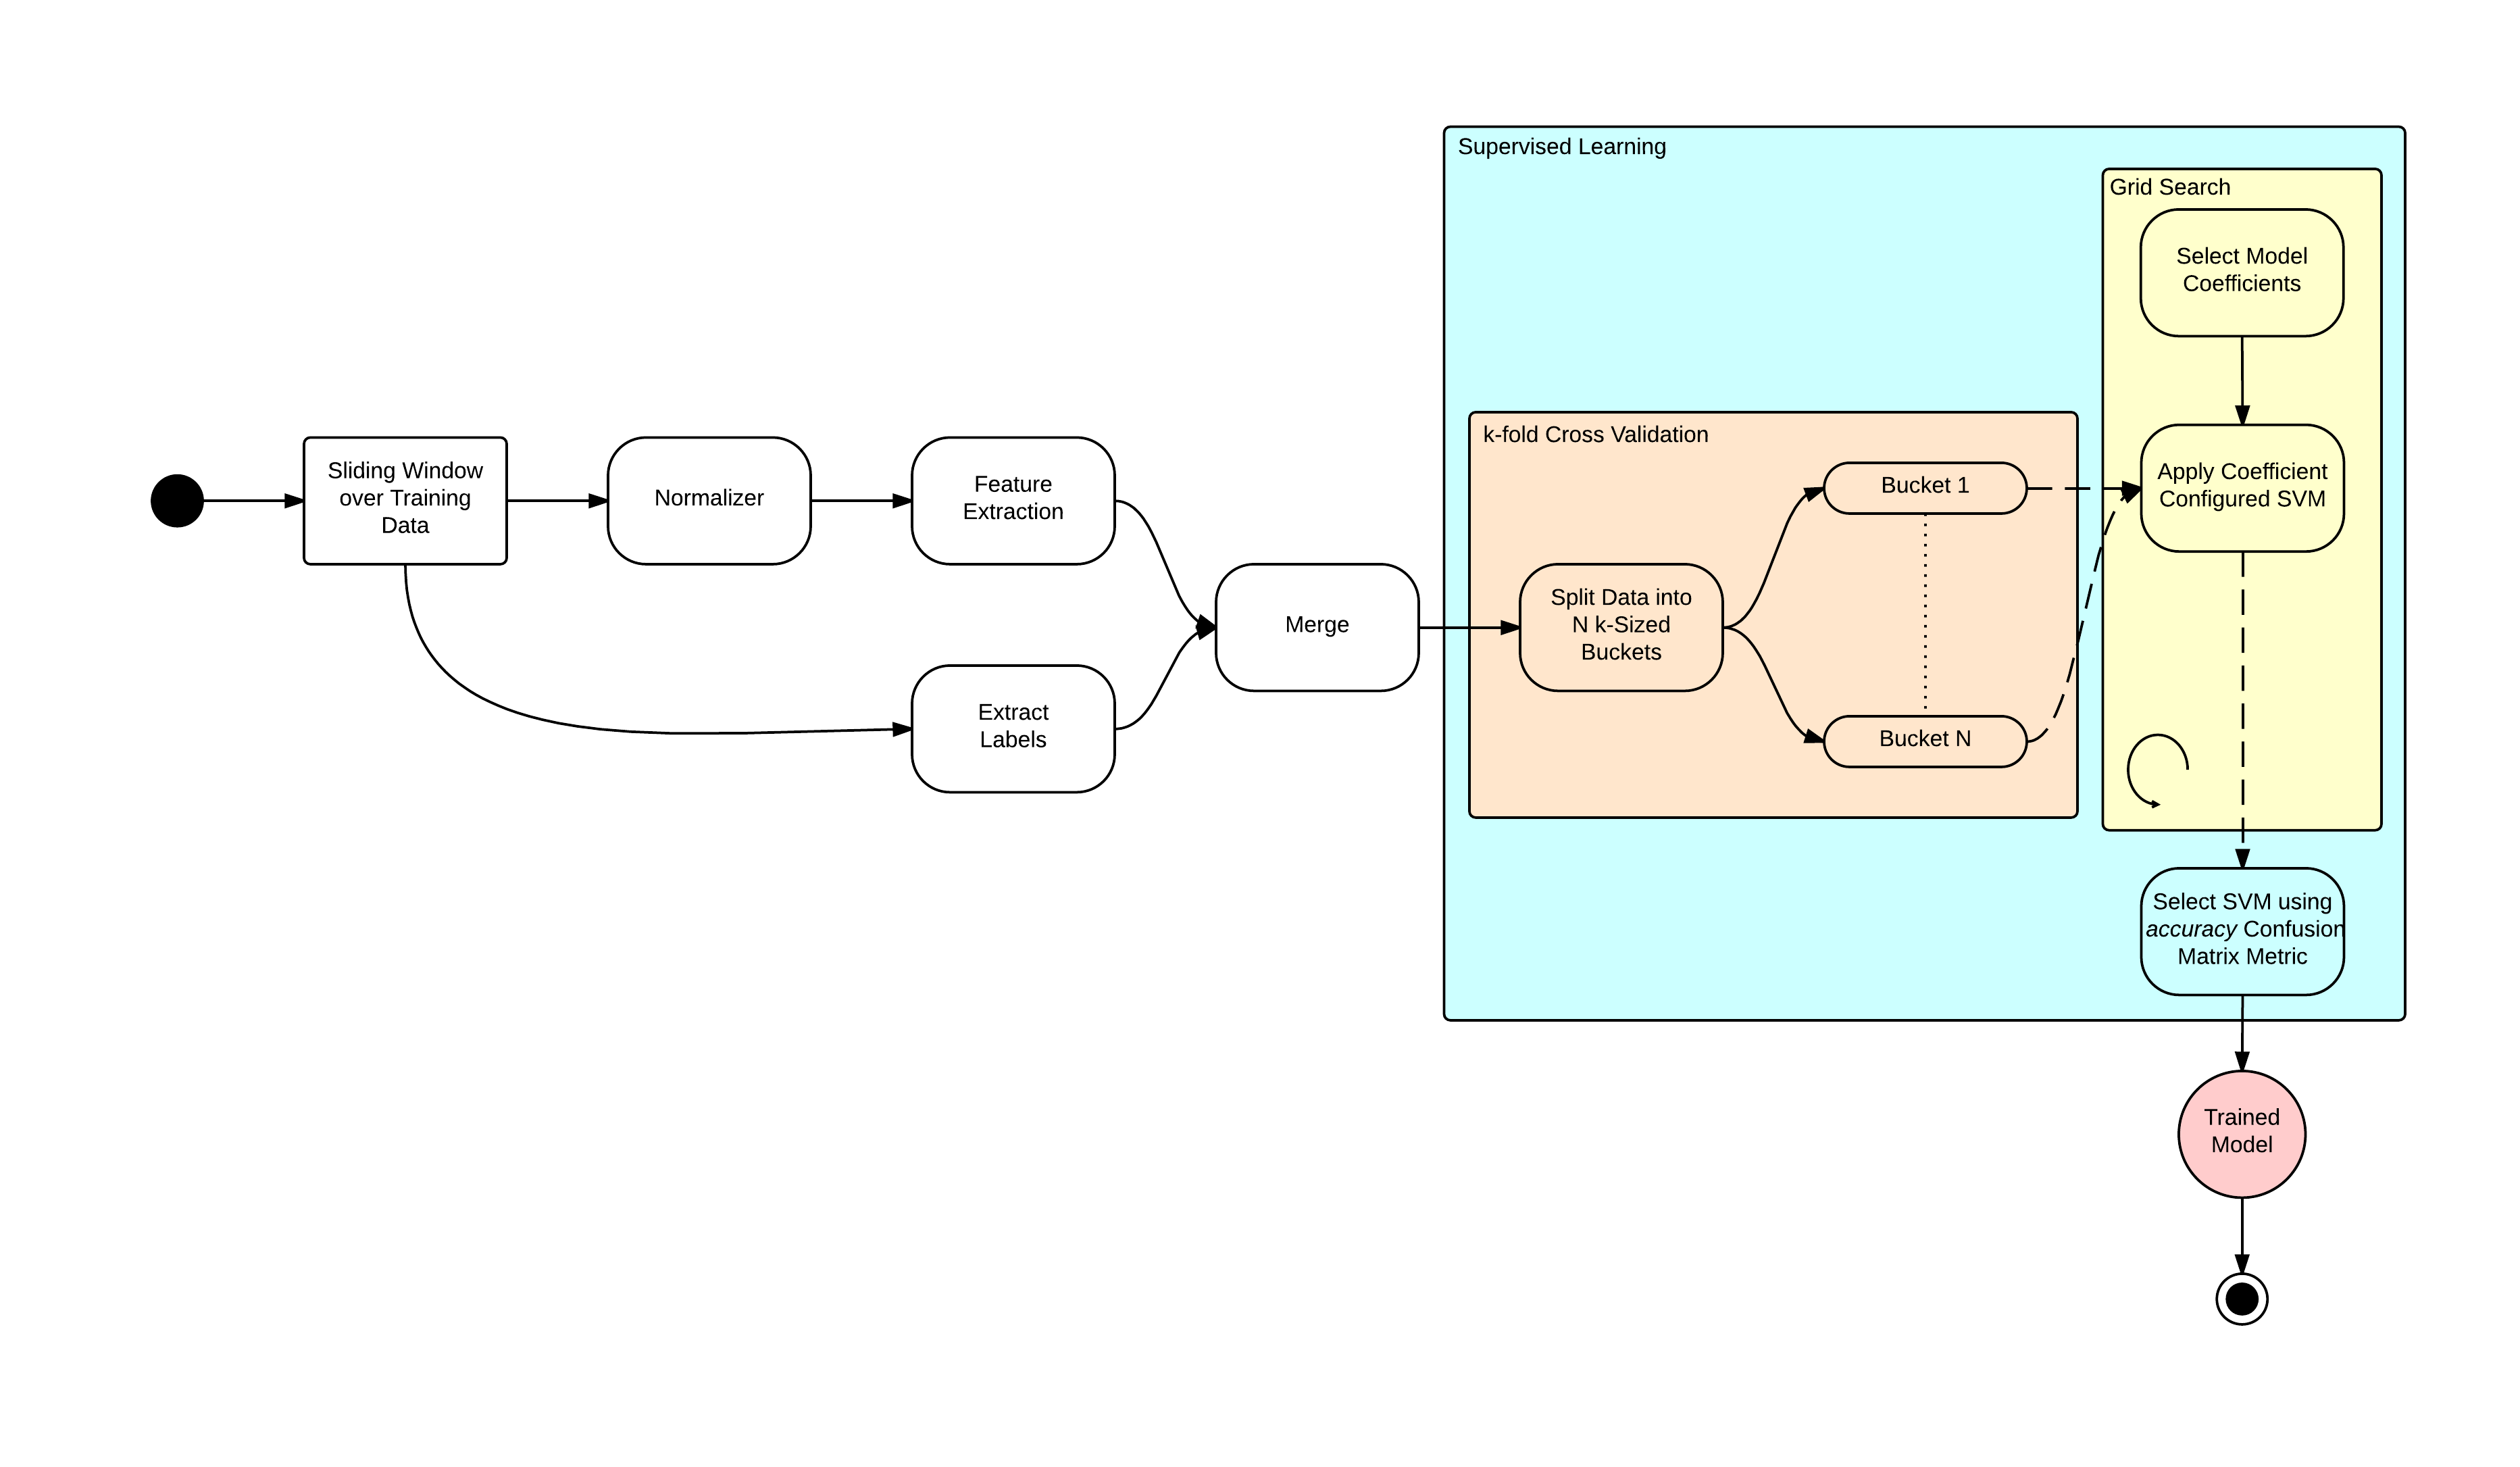 Supervised Learning
Grid Search
Select Model
Coefficients
k-fold Cross Validation
Sliding Window
over Training
Data
Normalizer
Feature
Extraction
Bucket 1
Apply Coefficient
Configured SVM
Merge
Split Data into
N k-Sized
Buckets
Extract
Labels
Bucket N
Select SVM using
accuracy Confusion
Matrix Metric
Trained
Model